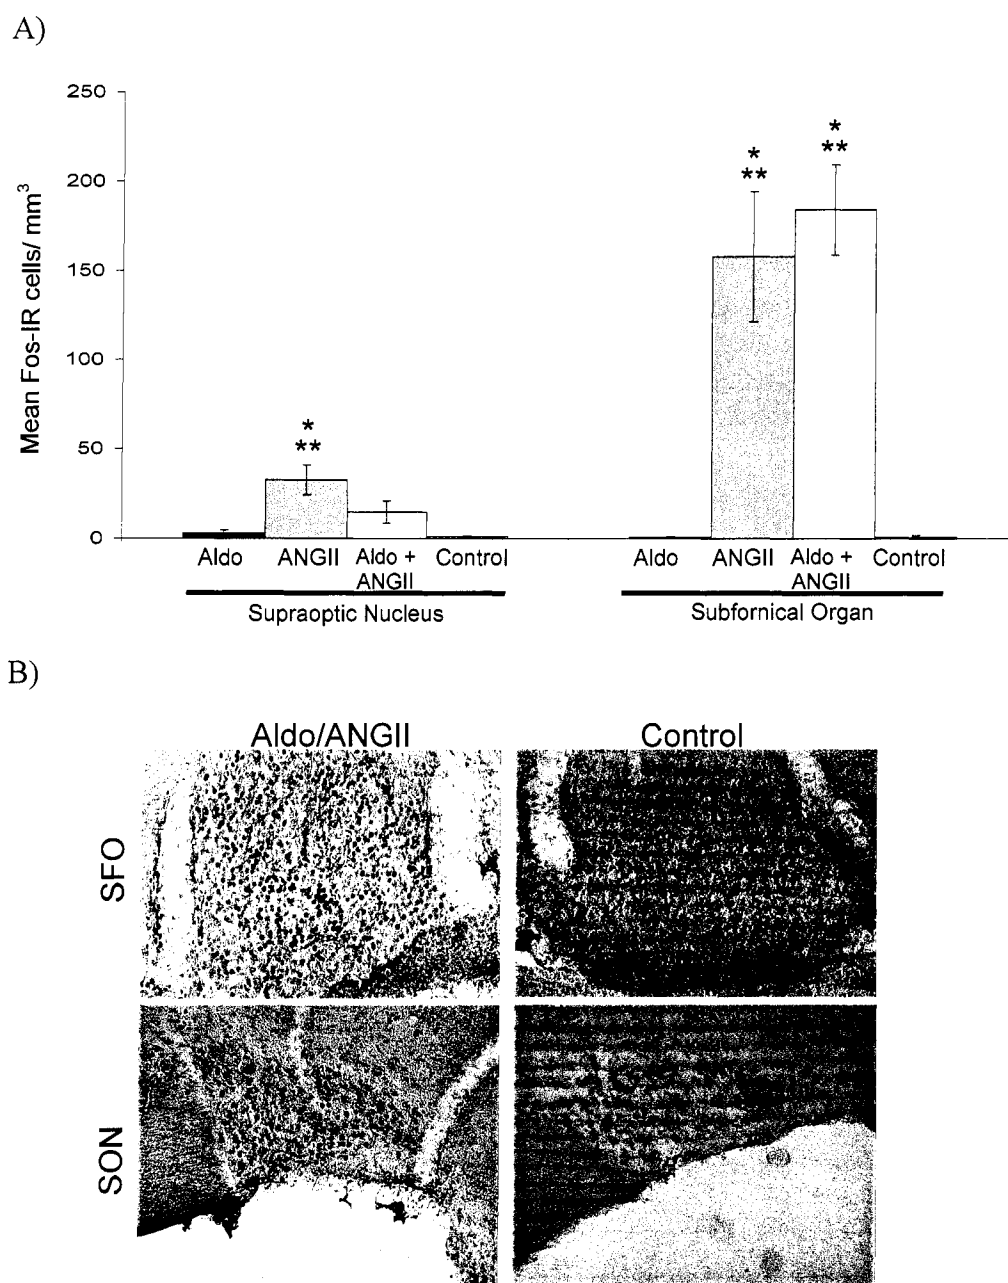 A)
250
200
150
100
50
0
Mean Fos-IR cells/ mm³
*
**
*
**
*
**
Aldo ANGII Aldo + ANGII Control
Aldo ANGII Aldo + ANGII Control
Supraoptic Nucleus
Subfornical Organ
B)
Aldo/ANGII Control
SFO
SON